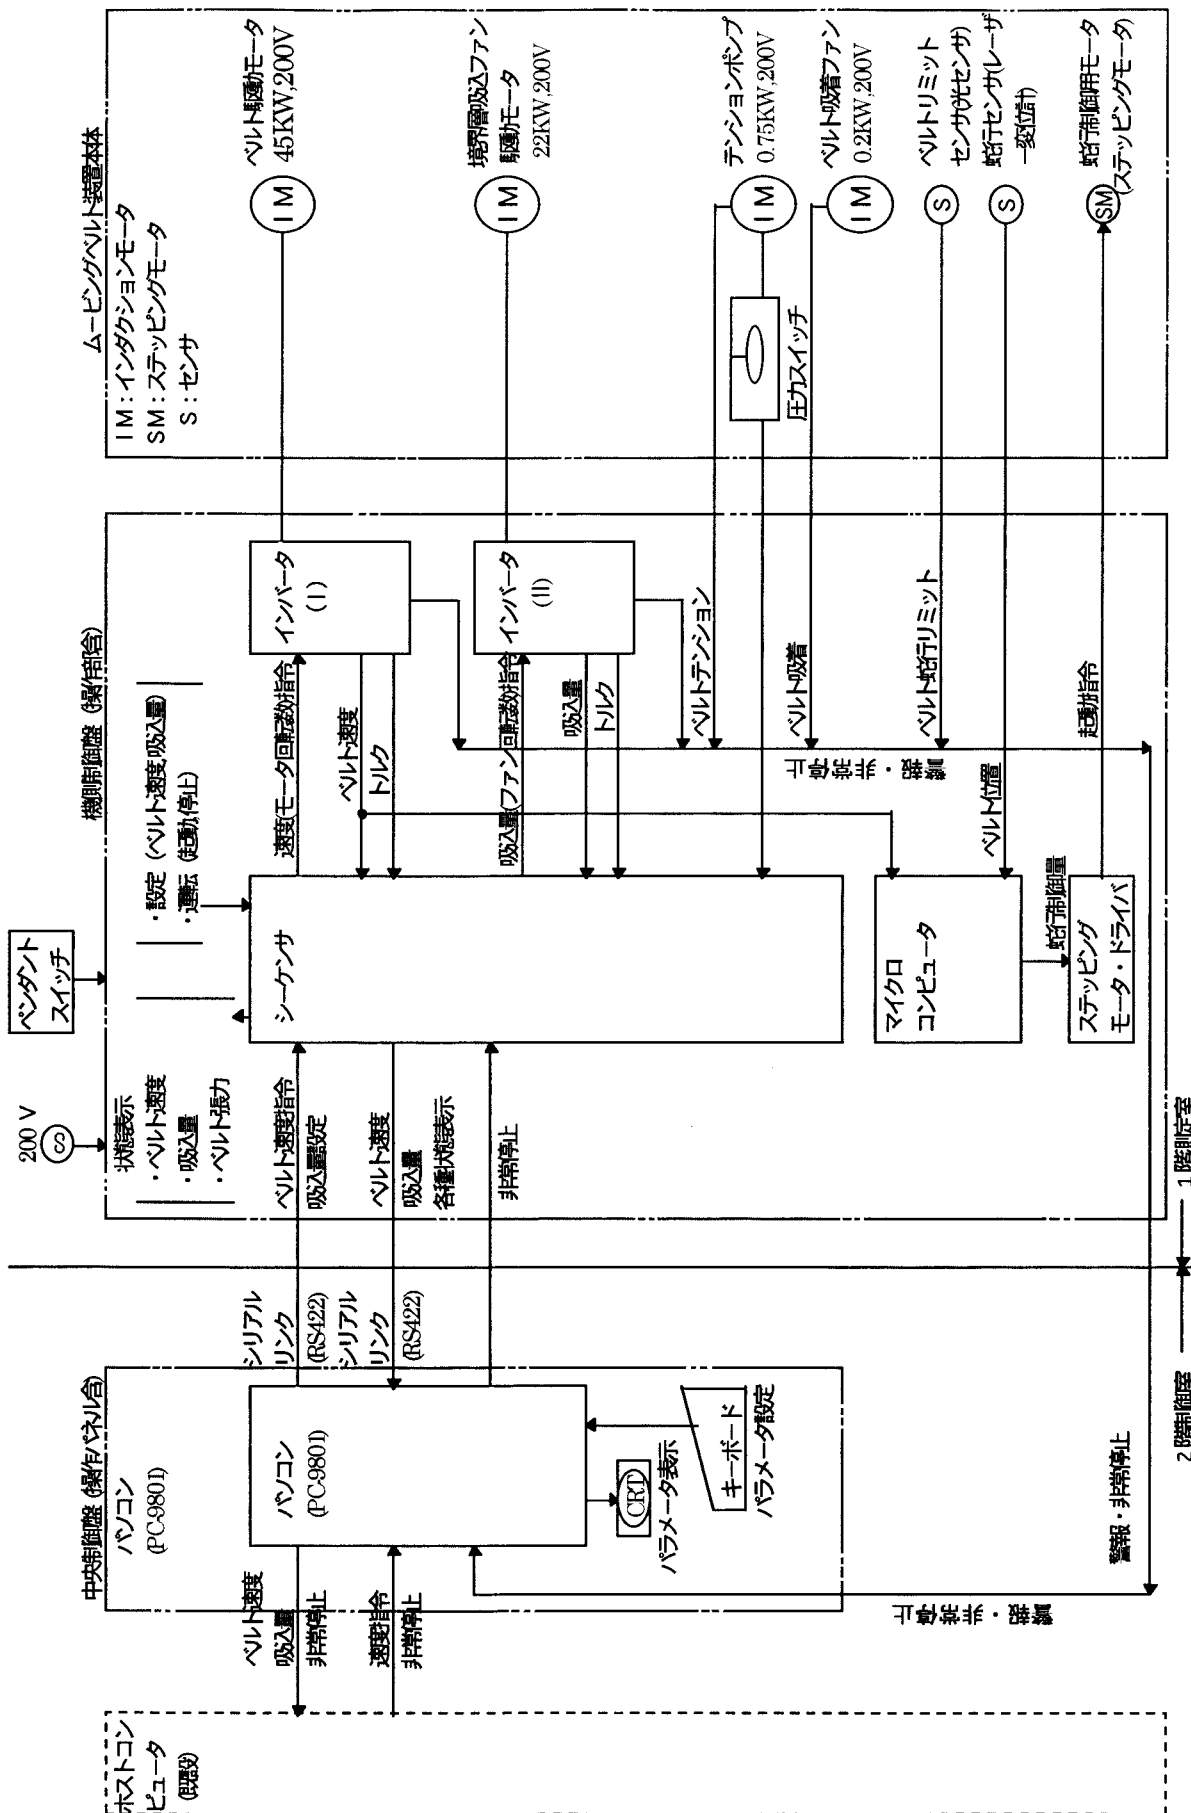 ムービングベルト装置本体
IM：インダクションモータ
SM：ステッピングモータ
S：センサ
ベルト駆動モータ
45KW,200V
IM
境界層吸込ファン
駆動モータ
22KW,200V
IM
テンションポンプ
0.75KW,200V
IM
ベルト吸着ファン
0.2KW,200V
IM
圧力スイッチ
ベルトリミット
センサ(光センサ)
S
蛇行センサ(レーザ
ー変位計)
S
蛇行制御用モータ
(ステッピングモータ)
SM
機側制御盤 (操作部含)
ペンダント
スイッチ
200 V
状態表示
・ベルト速度
・吸込量
・ベルト張力
・設定 (ベルト速度,吸込量)
・運転 (起動,停止)
インバータ
(I)
インバータ
(II)
速度(モータ回転数)指令
ベルト速度
トルク
吸込量(ファン回転数)指令
吸込量
トルク
ベルトテンション
ベルト吸着
ベルト蛇行リミット
警報・非常停止
ベルト位置
起動指令
シーケンサ
マイクロ
コンピュータ
蛇行制御量
ステッピング
モータ・ドライバ
ベルト速度指令
吸込量設定
ベルト速度
吸込量
各種状態表示
非常停止
1 階測定室
2 階制御室
シリアル
リンク
(RS422)
シリアル
リンク
(RS422)
中央制御盤 (操作パネル含)
パソコン
(PC-9801)
パソコン
(PC-9801)
CRT
パラメータ表示
キーボード
パラメータ設定
警報・非常停止
警報・非常停止
ベルト速度
吸込量
非常停止
速度指令
非常停止
ホストコン
ピュータ
(既設)